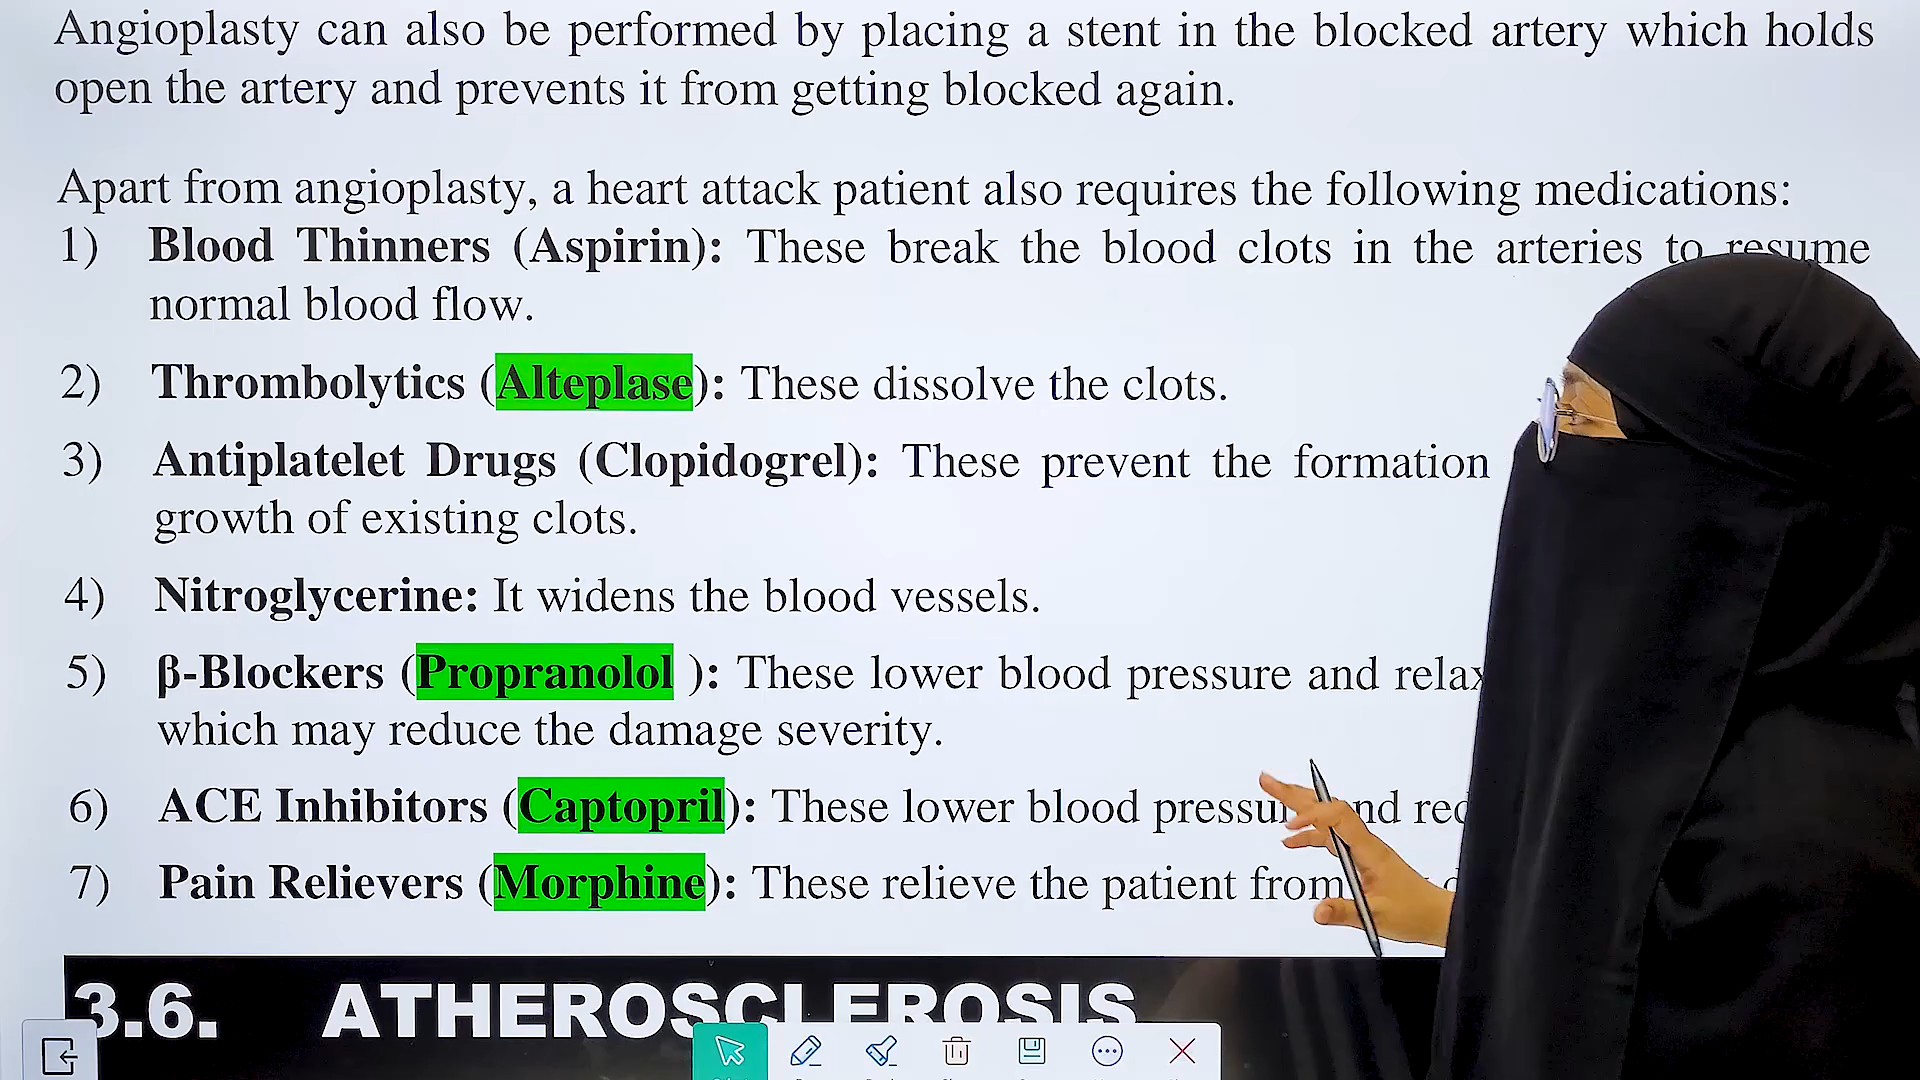 Angioplasty can also be performed by placing a stent in the blocked artery which holds
open the artery and prevents it from getting blocked again.
Apart from angioplasty, a heart attack patient also requires the following medications:
1) Blood Thinners (Aspirin): These break the blood clots in the arteries to resume
normal blood flow.
2) Thrombolytics (Alteplase): These dissolve the clots.
3) Antiplatelet Drugs (Clopidogrel): These prevent the formation
growth of existing clots.
4) Nitroglycerine: It widens the blood vessels.
5) β-Blockers (Propranolol ): These lower blood pressure and relax
which may reduce the damage severity.
6) ACE Inhibitors (Captopril): These lower blood pressure and
7) Pain Relievers (Morphine): These relieve the patient from
3.6. ATHEROSCLEROSIS